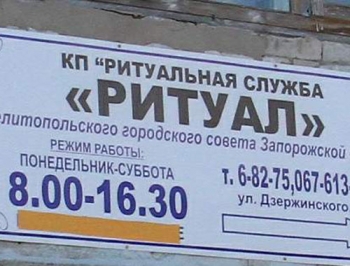 КП "РИТУАЛЬНАЯ СЛУЖБА
«РИТУАЛ»
елитопольского городского совета Запорожской
РЕЖИМ РАБОТЫ:
ПОНЕДЕЛЬНИК-СУББОТА
8.00-16.30
т. 6-82-75,067-613
ул. Дзержинского